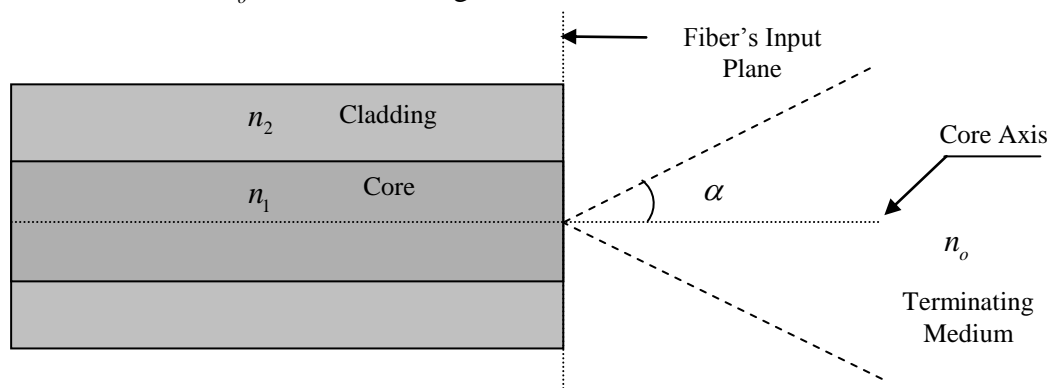 Fiber's Input
Plane
n₂ Cladding
Core Axis
n₁ Core
α
nₒ
Terminating
Medium